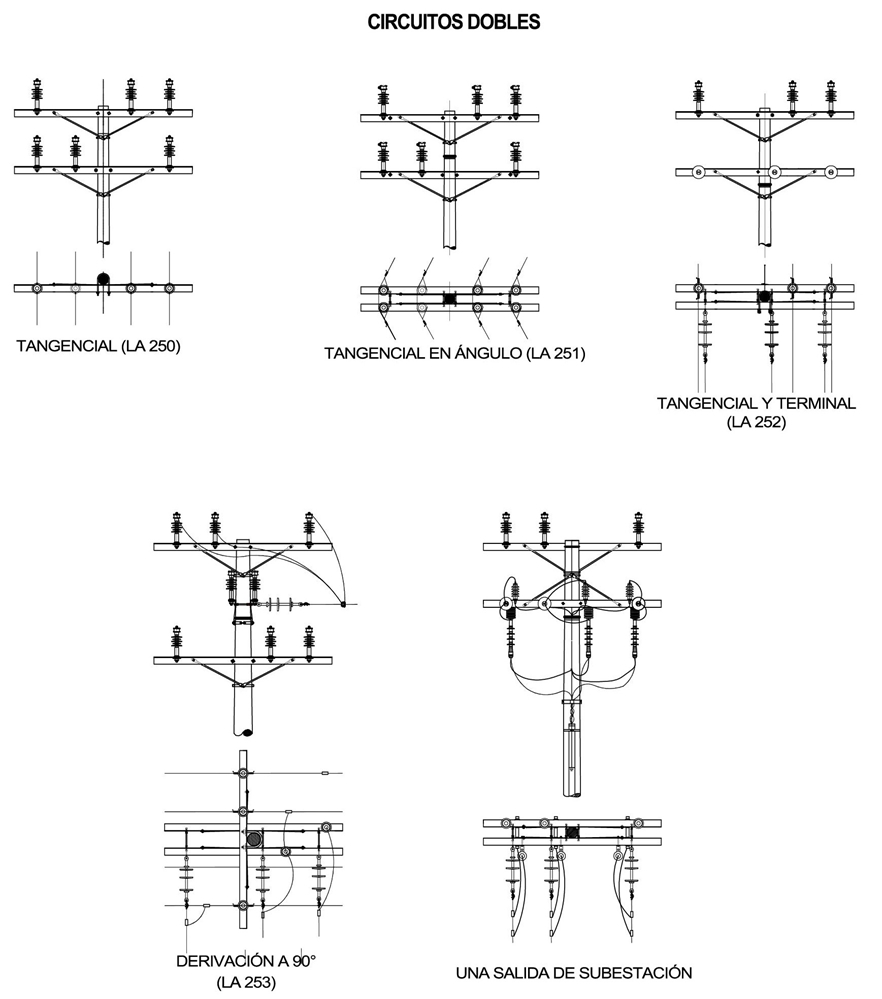 CIRCUITOS DOBLES
TANGENCIAL (LA 250)
TANGENCIAL EN ÁNGULO (LA 251)
TANGENCIAL Y TERMINAL
(LA 252)
DERIVACIÓN A 90°
(LA 253)
UNA SALIDA DE SUBESTACIÓN